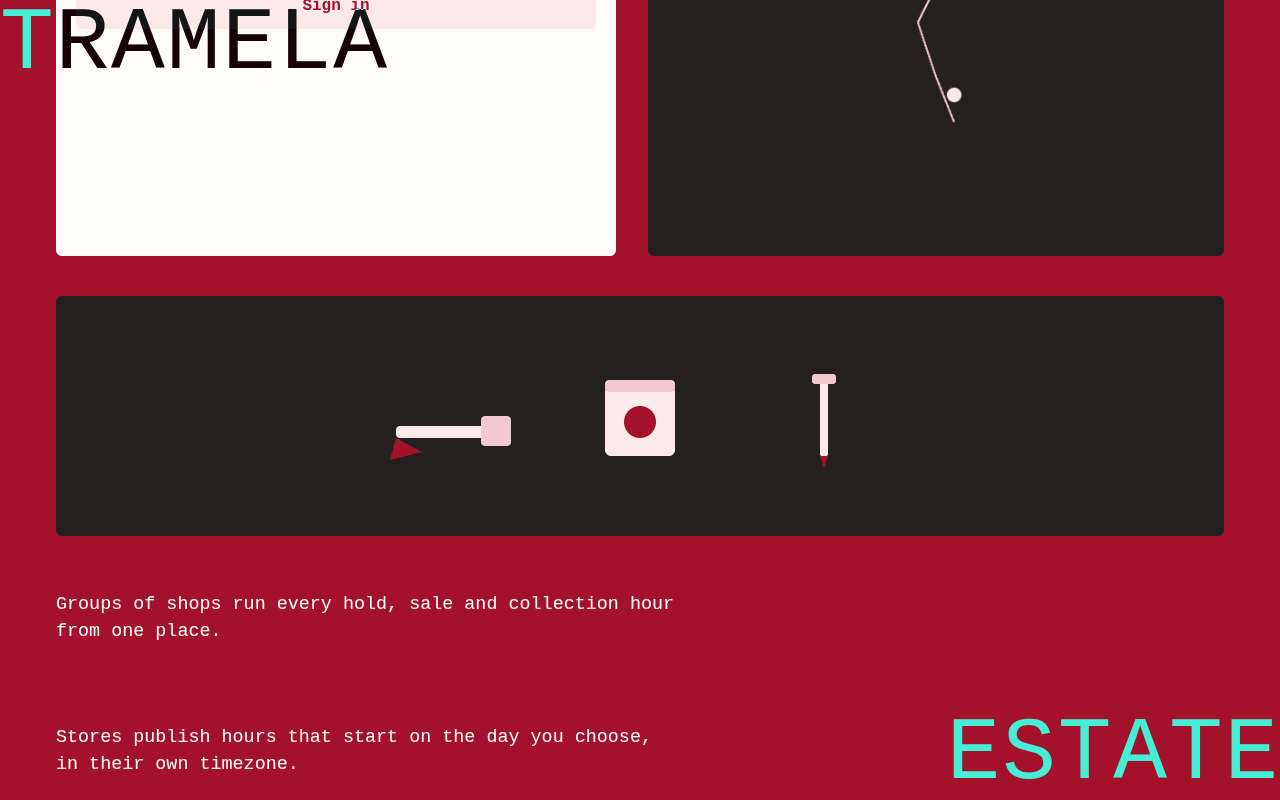 Sign in
TRAMELA
Groups of shops run every hold, sale and collection hour
from one place.
Stores publish hours that start on the day you choose,
in their own timezone.
ESTATE